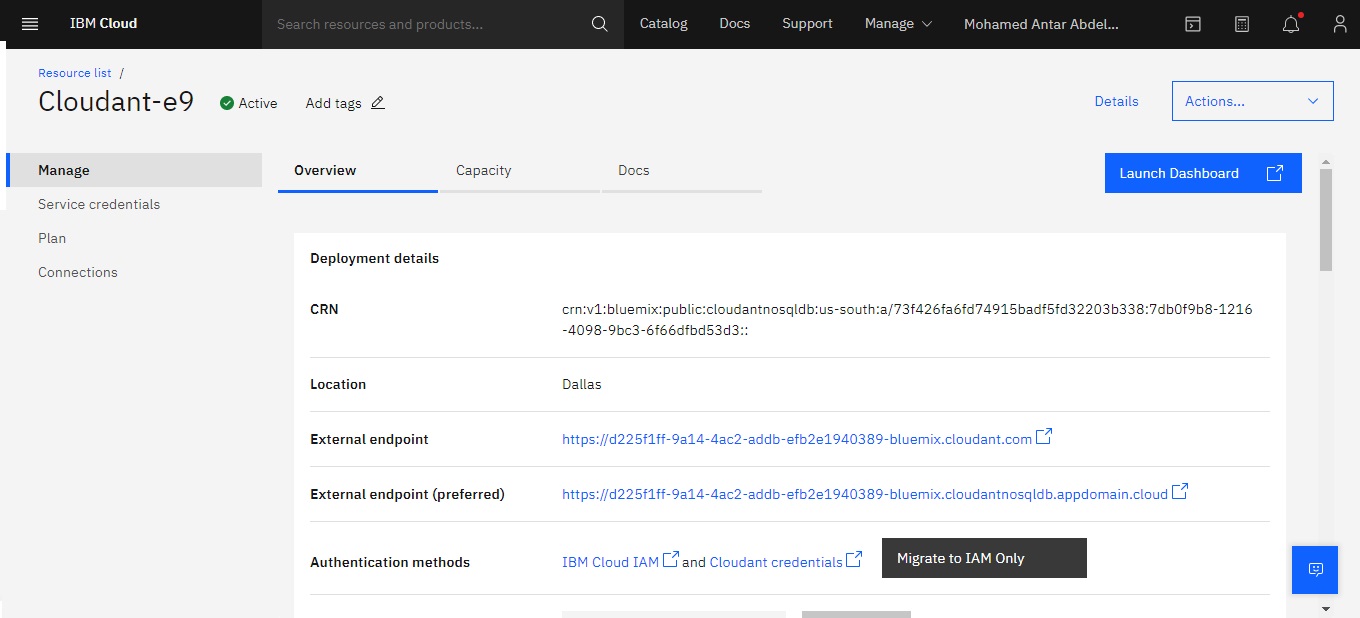 IBM Cloud
Search resources and products...
Catalog
Docs
Support
Manage
Mohamed Antar Abdel...
Resource list /
Cloudant-e9
Active
Add tags
Details
Actions...
Manage
Service credentials
Plan
Connections
Overview
Capacity
Docs
Launch Dashboard
Deployment details
CRN
crn:v1:bluemix:public:cloudantnosqldb:us-south:a/73f426fa6fd74915badf5fd32203b338:7db0f9b8-1216
-4098-9bc3-6f66dfbd53d3::
Location
Dallas
External endpoint
https://d225f1ff-9a14-4ac2-addb-efb2e1940389-bluemix.cloudant.com
External endpoint (preferred)
https://d225f1ff-9a14-4ac2-addb-efb2e1940389-bluemix.cloudantnosqldb.appdomain.cloud
Authentication methods
IBM Cloud IAM and Cloudant credentials
Migrate to IAM Only